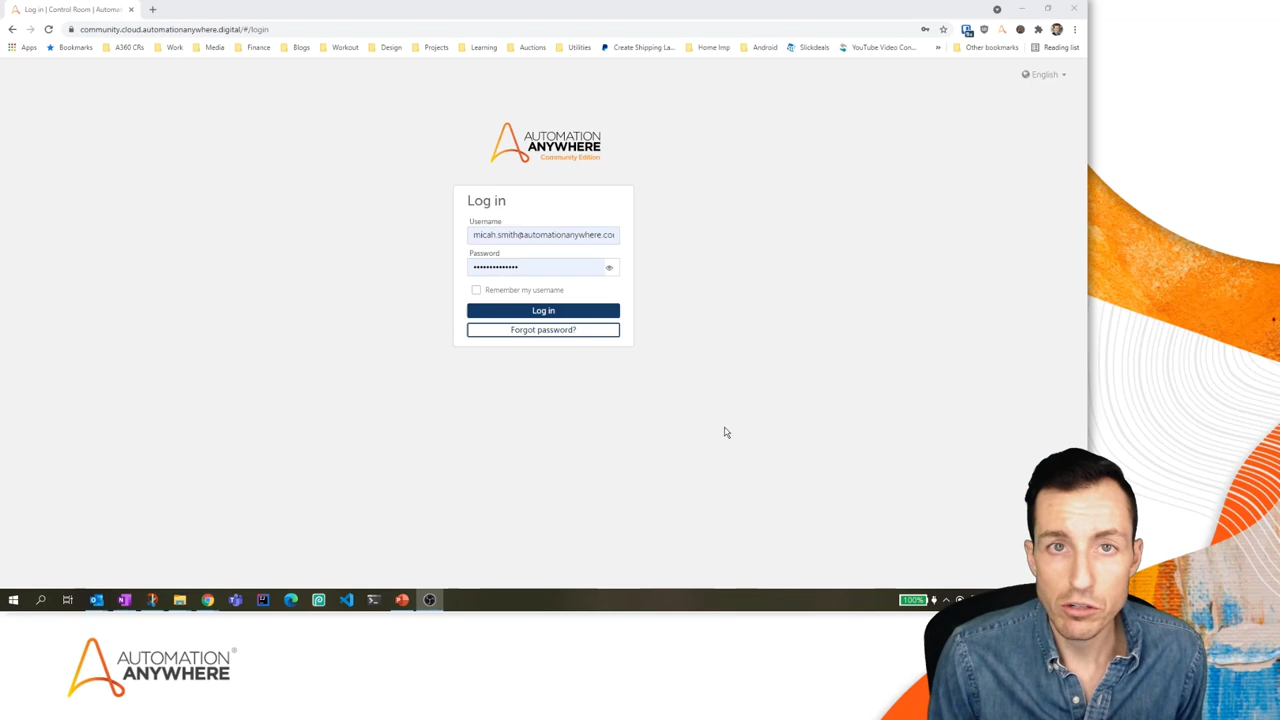 Log in | Control Room | Automa
community.cloud.automationanywhere.digital/#/login
Apps
Bookmarks
A360 CRs
Work
Media
Finance
Blogs
Workout
Design
Projects
Learning
Auctions
Utilities
Create Shipping La...
Home Imp
Android
Slickdeals
YouTube Video Con...
»
Other bookmarks
Reading list
English
AUTOMATION
ANYWHERE
Community Edition
Log in
Username
micah.smith@automationanywhere.co
Password
Remember my username
Log in
Forgot password?
100%
AUTOMATION®
ANYWHERE